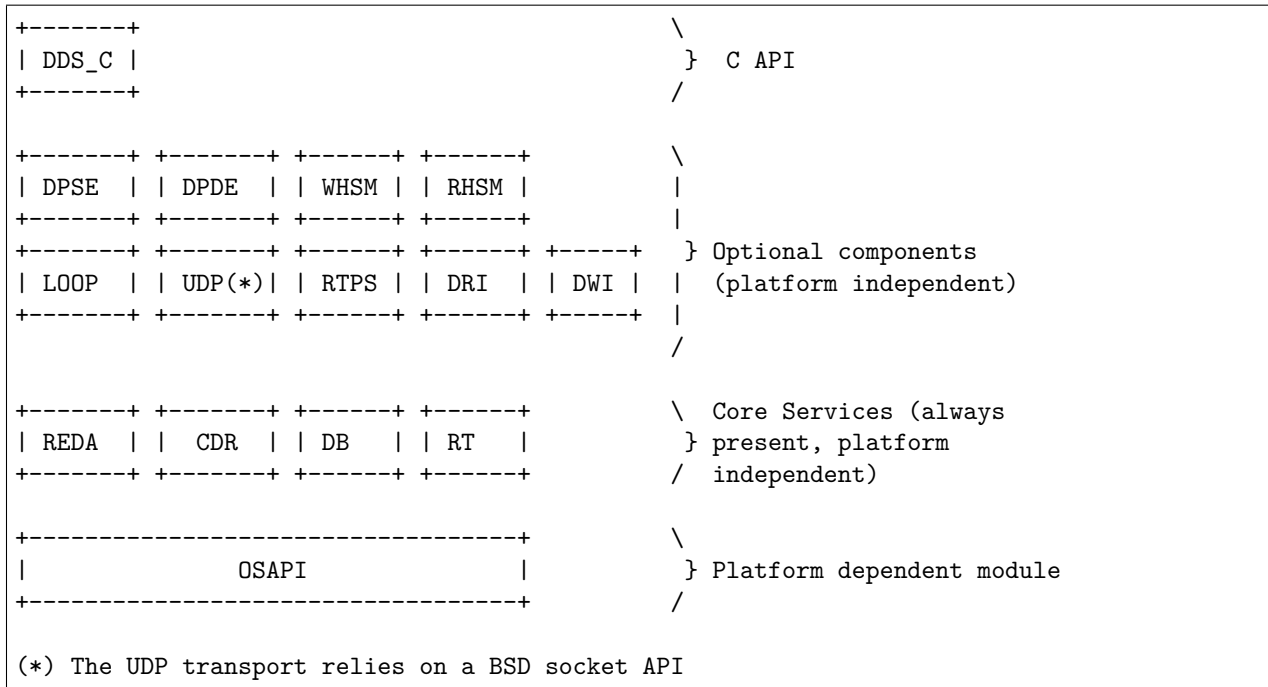 +-------+                                \
| DDS_C |                                 }  C API
+-------+                                /

+-------+ +-------+ +------+ +------+          \
| DPSE  | | DPDE  | | WHSM | | RHSM |          |
+-------+ +-------+ +------+ +------+          |
+-------+ +-------+ +------+ +------+ +-----+   } Optional components
| LOOP  | | UDP(*)| | RTPS | | DRI  | | DWI |  |  (platform independent)
+-------+ +-------+ +------+ +------+ +-----+  |
                                               /

+-------+ +-------+ +------+ +------+          \  Core Services (always
| REDA  | |  CDR  | | DB   | | RT   |           } present, platform
+-------+ +-------+ +------+ +------+          /  independent)

+-----------------------------------+          \
|               OSAPI               |           } Platform dependent module
+-----------------------------------+          /

(*) The UDP transport relies on a BSD socket API